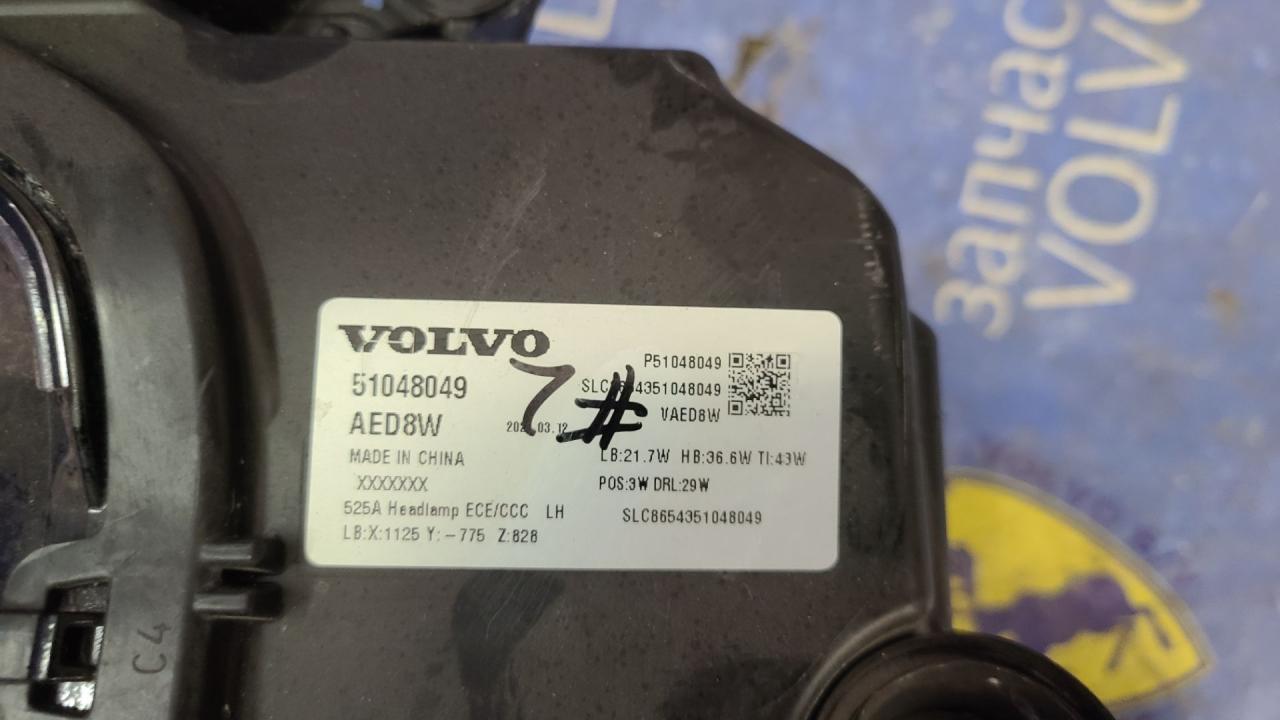 VOLVO
51048049
AED8W
MADE IN CHINA
XXXXXXX
525A Headlamp ECE/CCC LH
LB:X:1125 Y:-775 Z:828
P51048049
VAED8W
LB:21.7W HB:36.6W TI:43W
POS:3W DRL:29W
SLC8654351048049
#
C4
Запчас
VOLVO